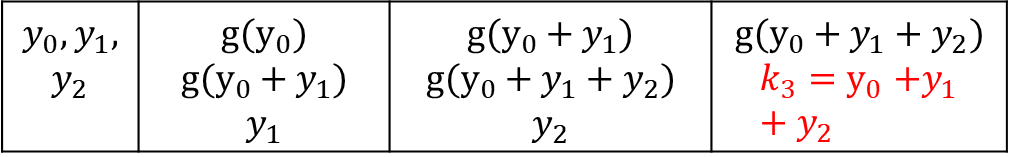 y₀, y₁,
y₂
g(y₀)
g(y₀ + y₁)
y₁
g(y₀ + y₁)
g(y₀ + y₁ + y₂)
y₂
g(y₀ + y₁ + y₂)
k₃ = y₀ +y₁
+ y₂